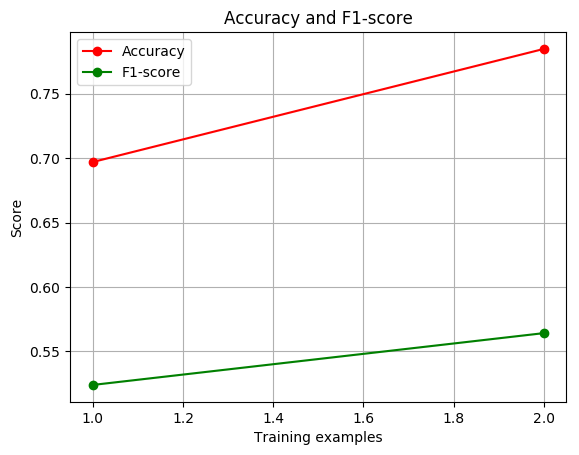 Accuracy and F1-score
Accuracy
F1-score
Score
0.75
0.70
0.65
0.60
0.55
1.0 1.2 1.4 1.6 1.8 2.0
Training examples